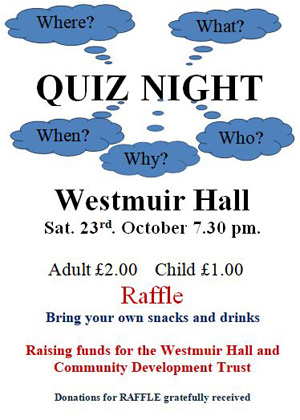 Where?
What?
QUIZ NIGHT
When?
Who?
Why?
Westmuir Hall
Sat. 23rd. October 7.30 pm.
Adult £2.00 Child £1.00
Raffle
Bring your own snacks and drinks
Raising funds for the Westmuir Hall and
Community Development Trust
Donations for RAFFLE gratefully received